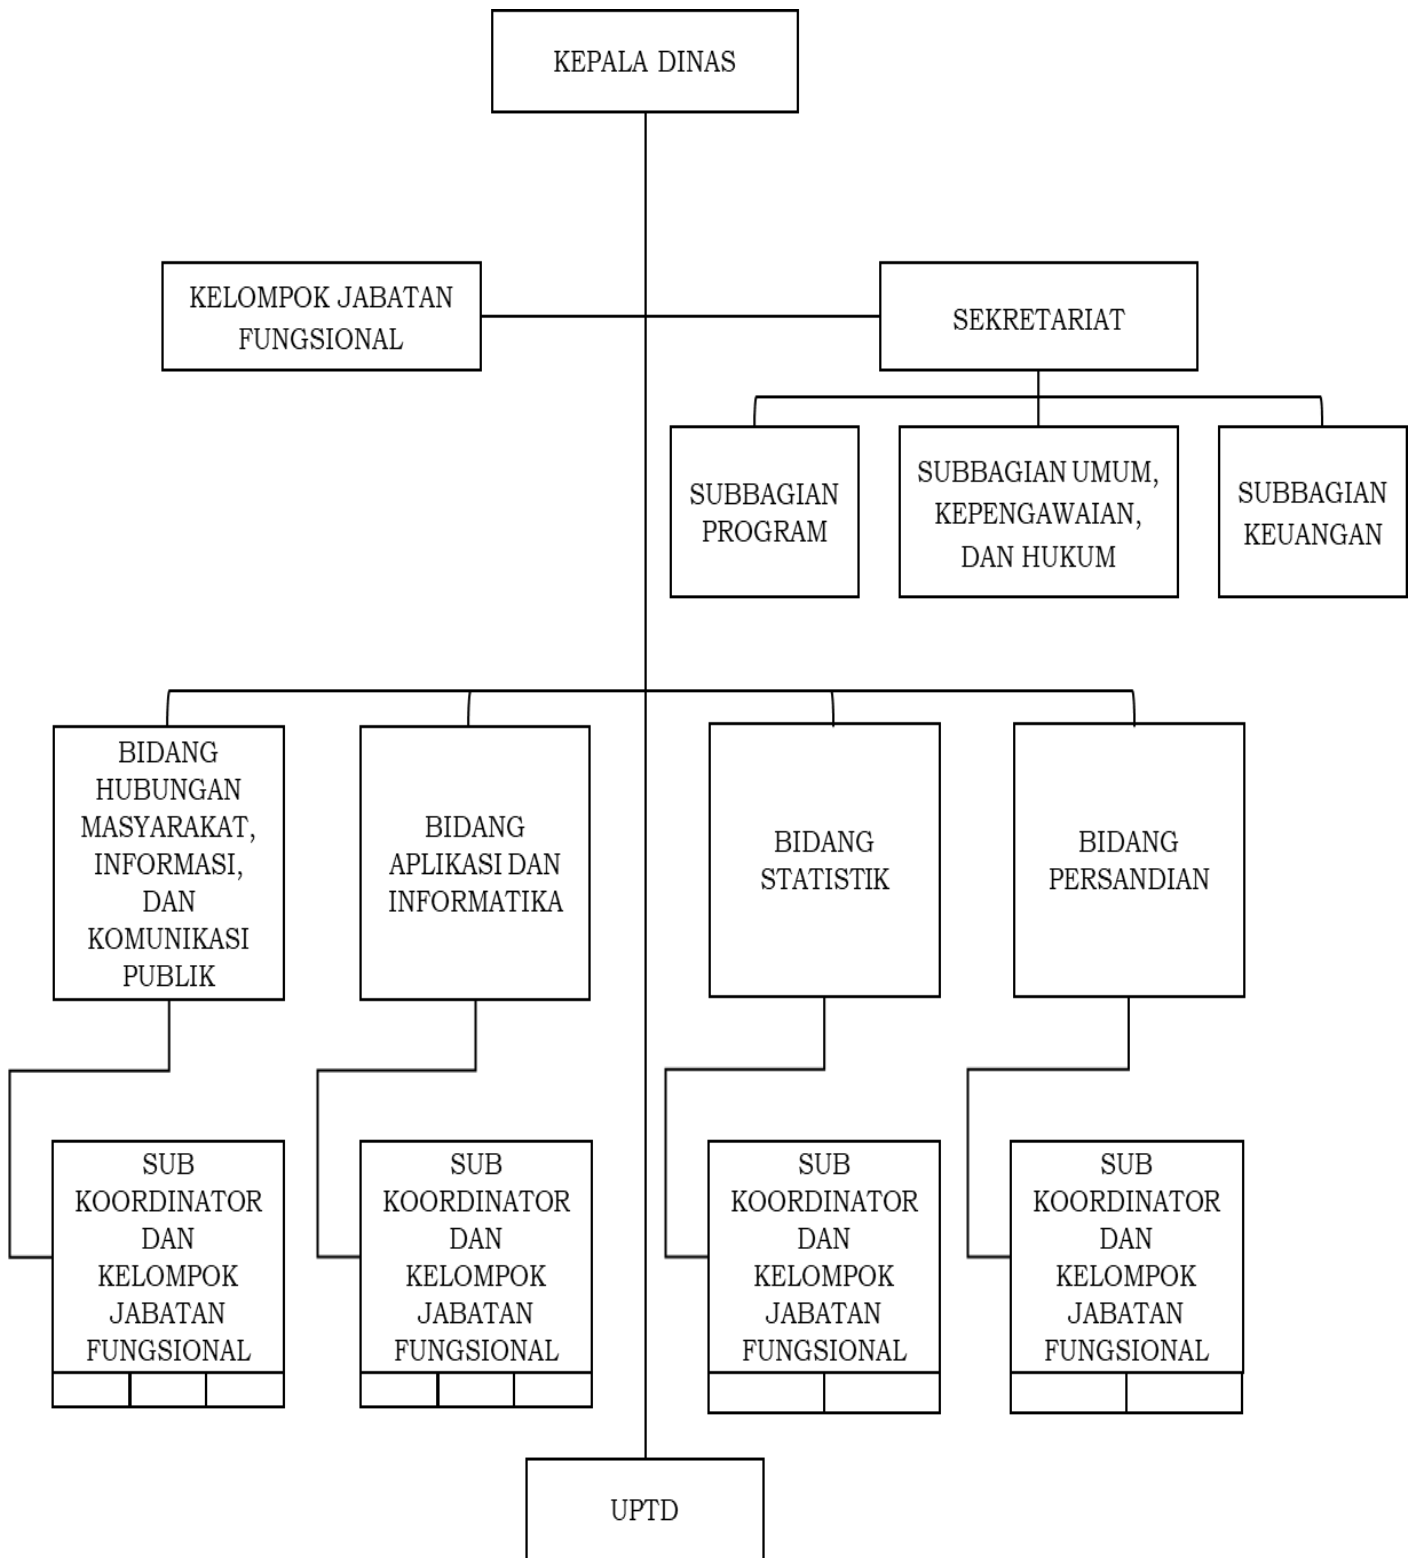 KEPALA DINAS
KELOMPOK JABATAN
FUNGSIONAL
SEKRETARIAT
SUBBAGIAN
PROGRAM
SUBBAGIAN UMUM,
KEPENGAWAIAN,
DAN HUKUM
SUBBAGIAN
KEUANGAN
BIDANG
HUBUNGAN
MASYARAKAT,
INFORMASI,
DAN
KOMUNIKASI
PUBLIK
BIDANG
APLIKASI DAN
INFORMATIKA
BIDANG
STATISTIK
BIDANG
PERSANDIAN
SUB
KOORDINATOR
DAN
KELOMPOK
JABATAN
FUNGSIONAL
SUB
KOORDINATOR
DAN
KELOMPOK
JABATAN
FUNGSIONAL
SUB
KOORDINATOR
DAN
KELOMPOK
JABATAN
FUNGSIONAL
SUB
KOORDINATOR
DAN
KELOMPOK
JABATAN
FUNGSIONAL
UPTD